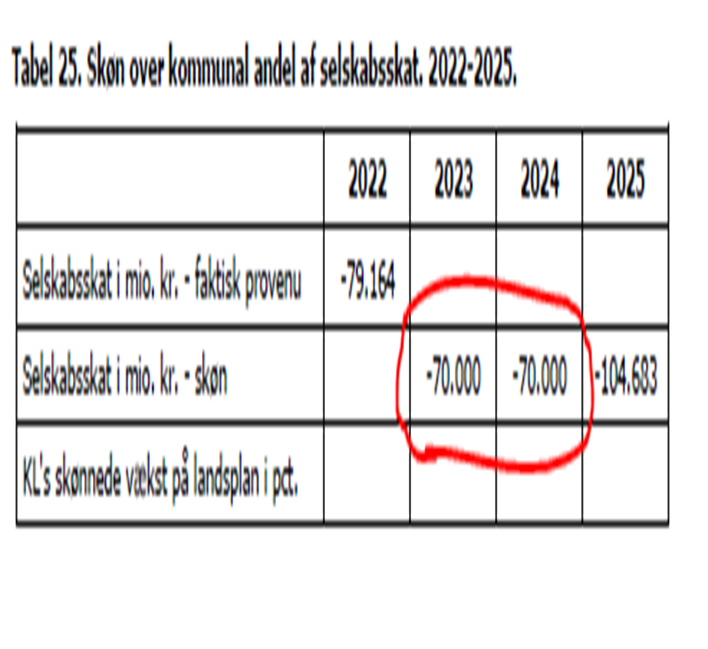 Tabel 25. Skøn over kommunal andel af selskabsskat. 2022-2025.
2022 2023 2024 2025
Selskabsskat i mio. kr. - faktisk provenu -79.164
Selskabsskat i mio. kr. - skøn -70.000 -70.000 -104.683
KL's skønnede vækst på landsplan i pct.